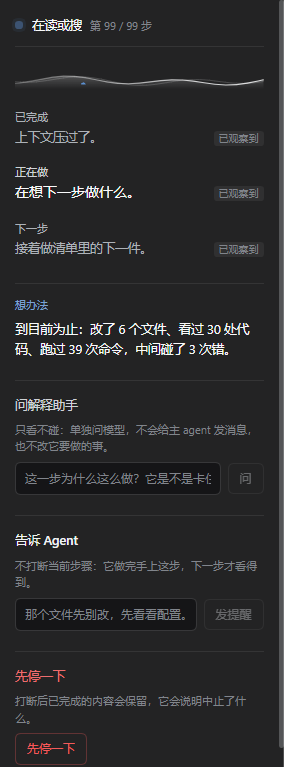 在读或搜 第 99 / 99 步
已完成
上下文压过了。 已观察到
正在做
在想下一步做什么。 已观察到
下一步
接着做清单里的下一件。 已观察到
想办法
到目前为止：改了 6 个文件、看过 30 处代
码、跑过 39 次命令，中间碰了 3 次错。
问解释助手
只看不碰：单独问模型，不会给主 agent 发消息，
也不改它要做的事。
这一步为什么这么做？它是不是卡住 问
告诉 Agent
不打断当前步骤：它做完手上这步，下一步才看得
到。
那个文件先别改，先看看配置。 发提醒
先停一下
打断后已完成的内容会保留，它会说明中止了什
么。
先停一下